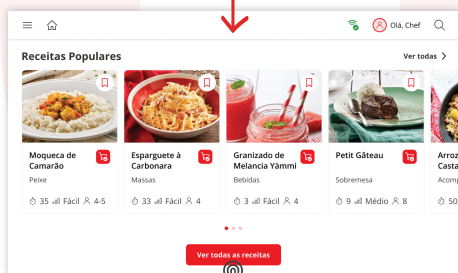 Olá, Chef
Receitas Populares
Ver todas
Moqueca de
Camarão
Peixe
35 Fácil 4-5
Esparguete à
Carbonara
Massas
33 Fácil 4
Granizado de
Melancia Yämmi
Bebidas
3 Fácil 4
Petit Gâteau
Sobremesa
9 Médio 8
Arroz
Casta
Acomp
50
Ver todas as receitas